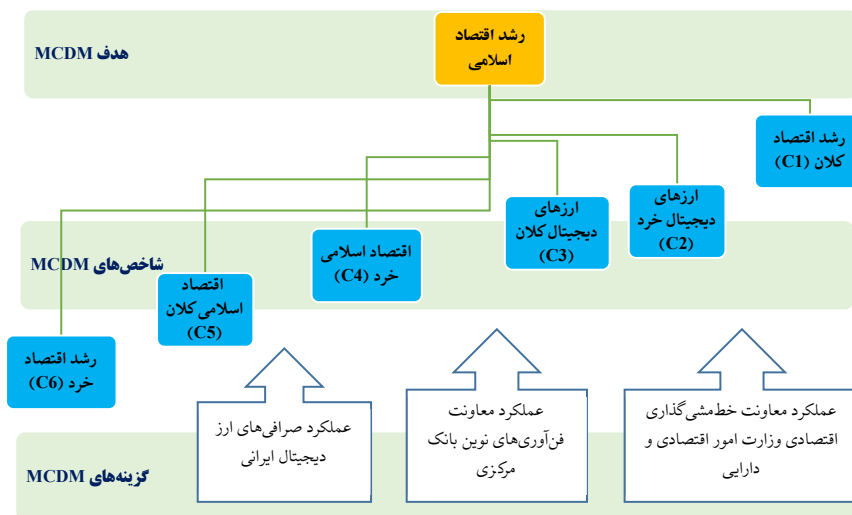 هدف MCDM
رشد اقتصاد
اسلامی
رشد اقتصاد
کلان (C1)
ارزهای
دیجیتال خرد
(C2)
ارزهای
دیجیتال کلان
(C3)
اقتصاد اسلامی
خرد (C4)
اقتصاد
اسلامی کلان
(C5)
رشد اقتصاد
خرد (C6)
شاخص‌های MCDM
عملکرد معاونت خط‌مشی‌گذاری
اقتصادی وزارت امور اقتصادی و
دارایی
عملکرد معاونت
فن‌آوری‌های نوین بانک
مرکزی
عملکرد صرافی‌های ارز
دیجیتال ایرانی
گزینه‌های MCDM